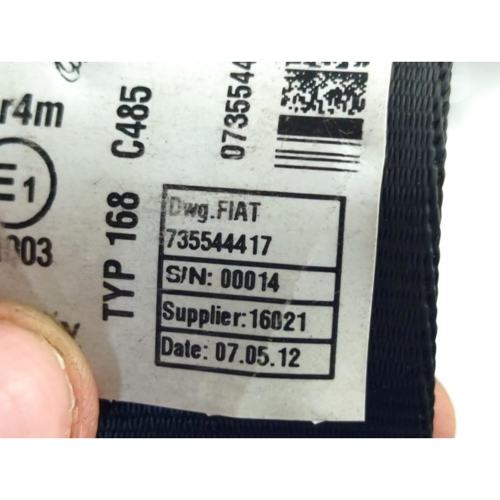 r4m
E1
003
TYP 168 C485
0735544
Dwg.FIAT
735544417
S/N: 00014
Supplier:16021
Date: 07.05.12